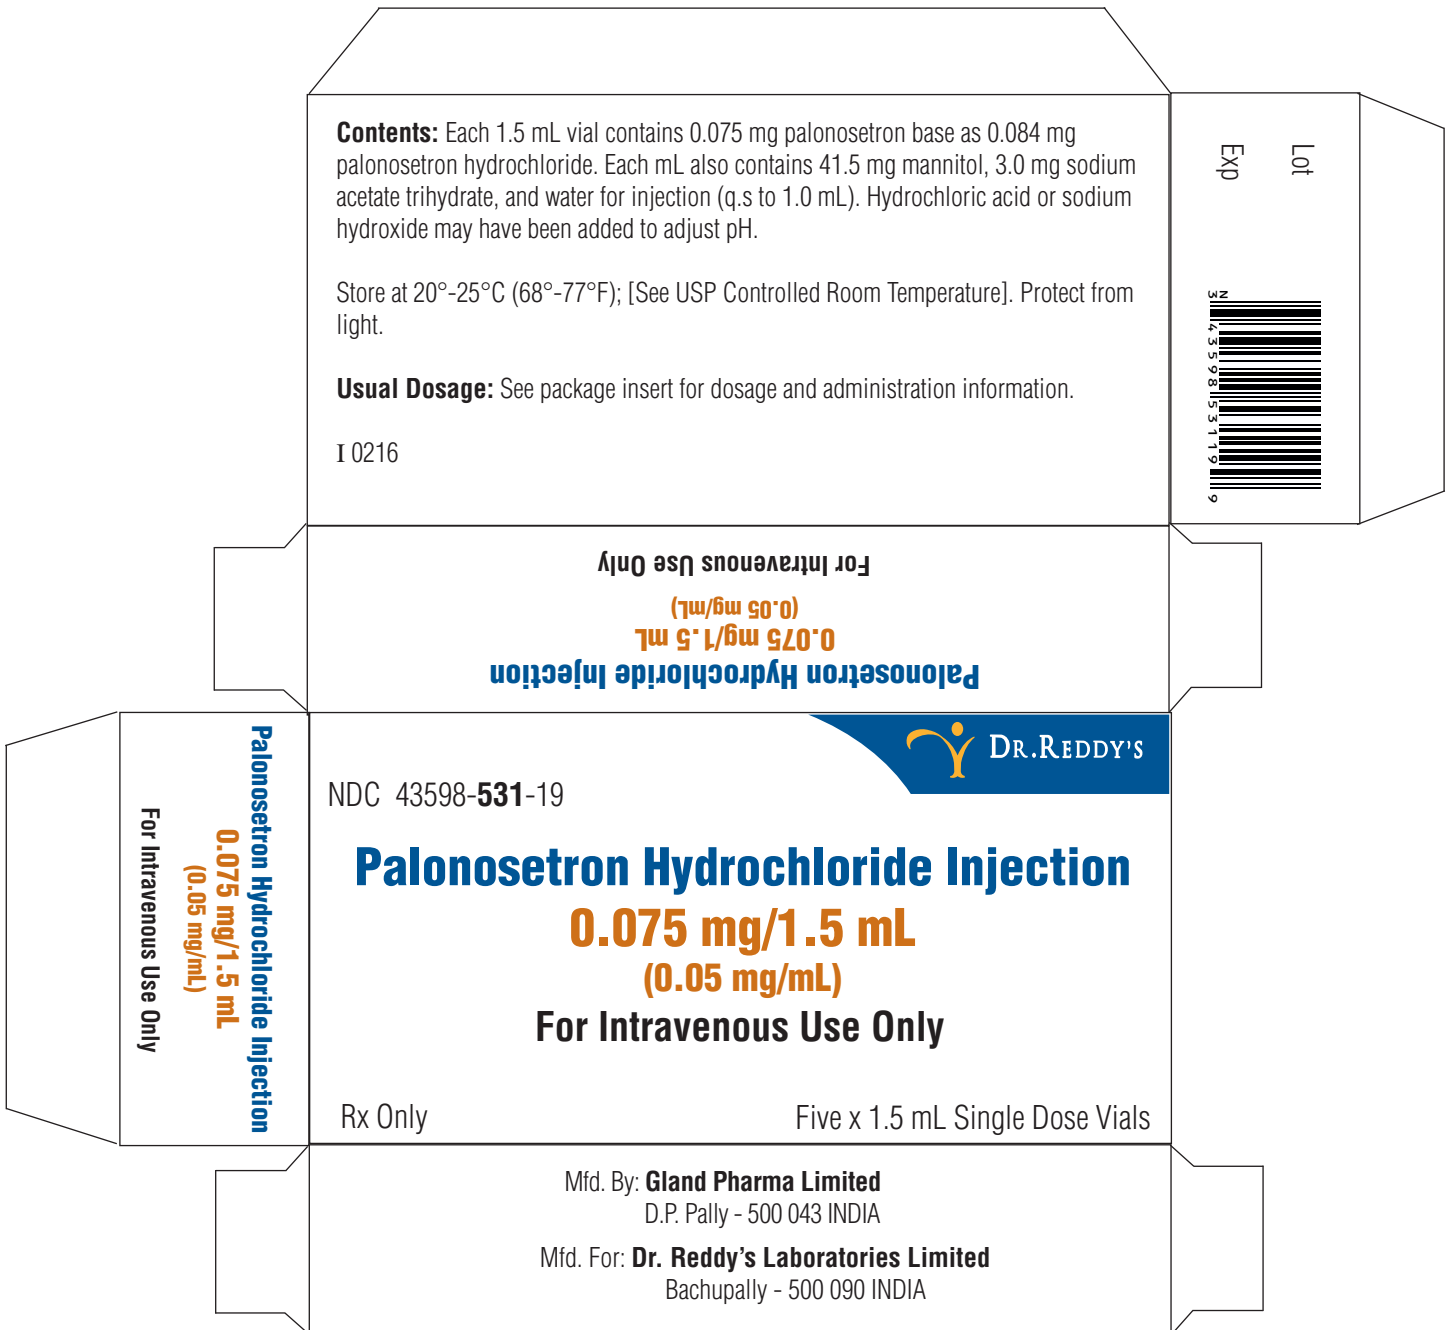 Contents: Each 1.5 mL vial contains 0.075 mg palonosetron base as 0.084 mg
palonosetron hydrochloride. Each mL also contains 41.5 mg mannitol, 3.0 mg sodium
acetate trihydrate, and water for injection (q.s to 1.0 mL). Hydrochloric acid or sodium
hydroxide may have been added to adjust pH.
Store at 20°-25°C (68°-77°F); [See USP Controlled Room Temperature]. Protect from
light.
Usual Dosage: See package insert for dosage and administration information.
I 0216
Lot
Exp
N
3 43598 53119 9
Palonosetron Hydrochloride Injection
0.075 mg/1.5 mL
(0.05 mg/mL)
For Intravenous Use Only
Palonosetron Hydrochloride Injection
0.075 mg/1.5 mL
(0.05 mg/mL)
For Intravenous Use Only
DR.REDDY'S
NDC 43598-531-19
Palonosetron Hydrochloride Injection
0.075 mg/1.5 mL
(0.05 mg/mL)
For Intravenous Use Only
Rx Only
Five x 1.5 mL Single Dose Vials
Mfd. By: Gland Pharma Limited
D.P. Pally - 500 043 INDIA
Mfd. For: Dr. Reddy's Laboratories Limited
Bachupally - 500 090 INDIA